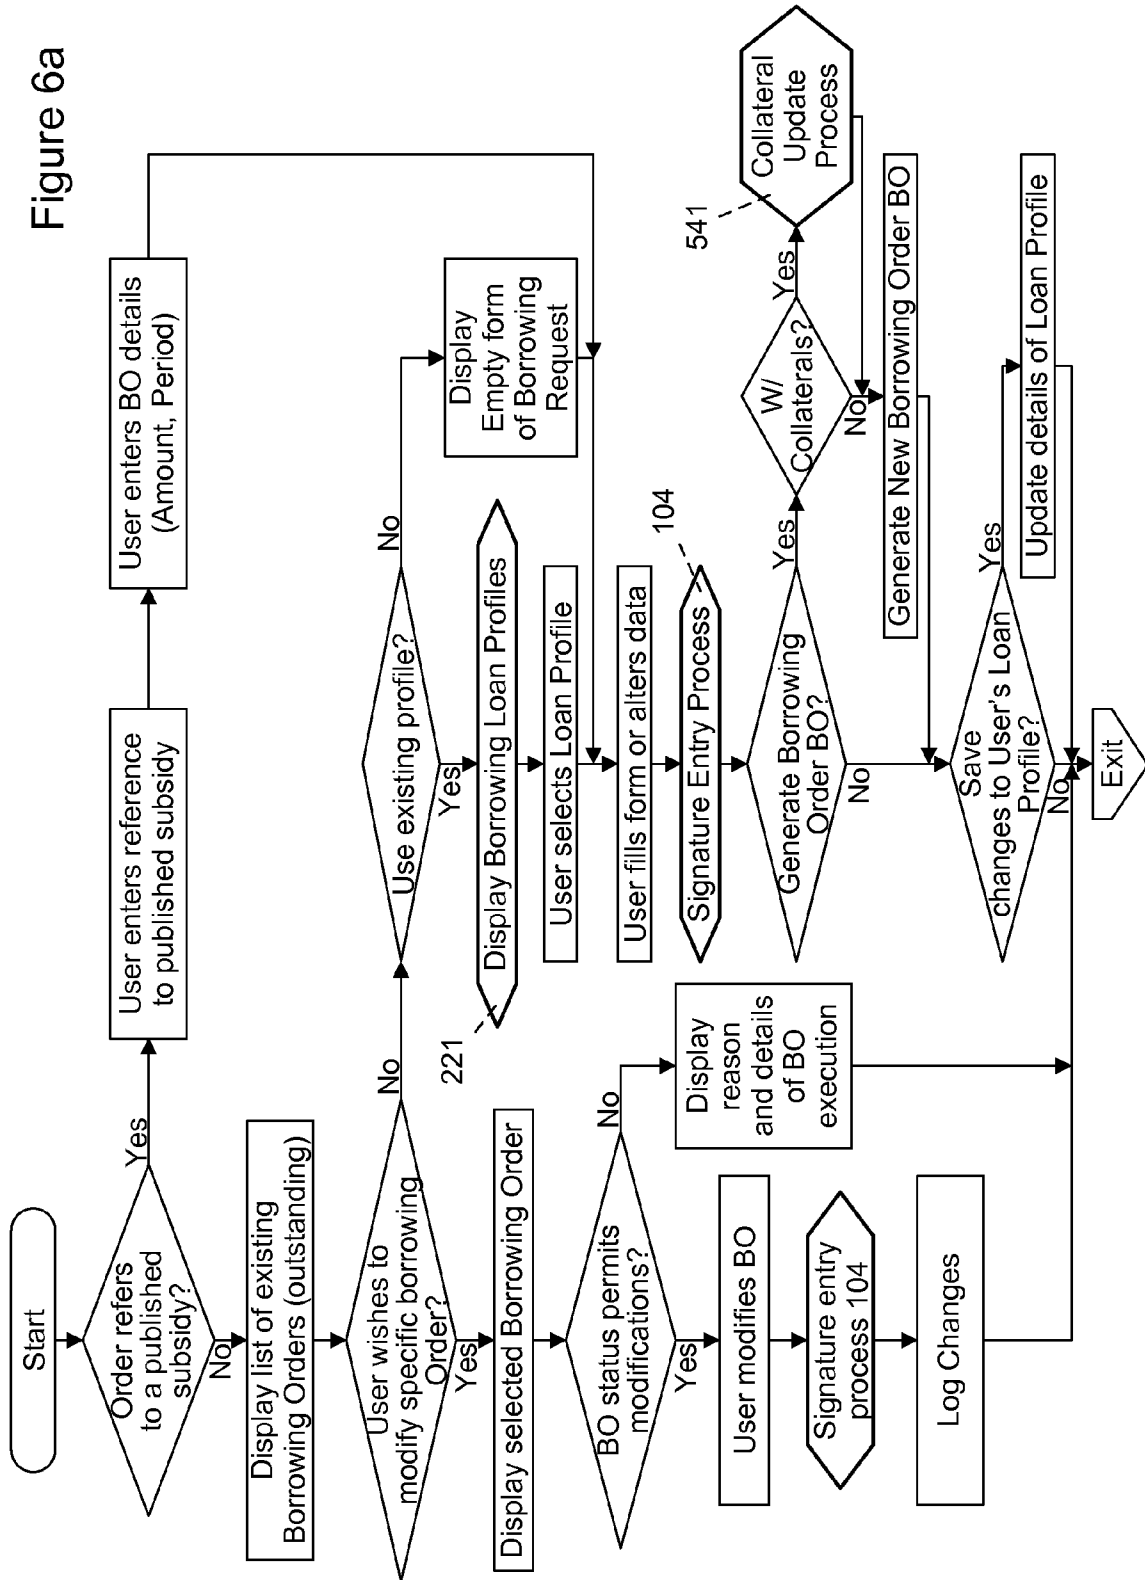 Figure 6a
Start
Order refers
to a published
subsidy?
Yes
No
User enters reference
to published subsidy
User enters BO details
(Amount, Period)
Display list of existing
Borrowing Orders (outstanding)
User wishes to
modify specific borrowing
Order?
No
Yes
Use existing profile?
No
Yes
Display
Empty form
of Borrowing
Request
Display selected Borrowing Order
221
Display Borrowing Loan Profiles
User selects Loan Profile
BO status permits
modifications?
No
Yes
Display
reason
and details
of BO
execution
User fills form or alters data
104
Signature Entry Process
User modifies BO
Generate Borrowing
Order BO?
Yes
No
W/
Collaterals?
Yes
No
541
Collateral
Update
Process
Signature entry
process 104
Generate New Borrowing Order BO
Log Changes
Save
changes to User's Loan
Profile?
Yes
No
Update details of Loan Profile
Exit